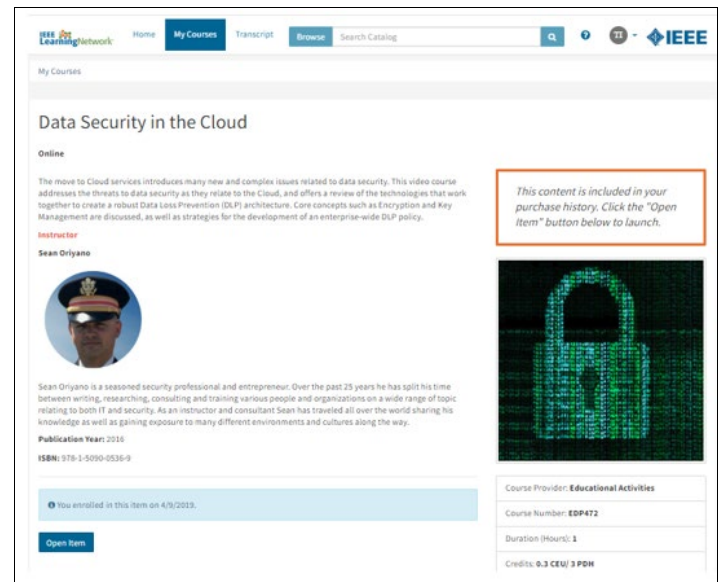 IEEE
LearningNetwork
Home
My Courses
Transcript
Browse
Search Catalog
TI
IEEE
My Courses
Data Security in the Cloud
Online
The move to Cloud services introduces many new and complex issues related to data security. This video course
addresses the threats to data security as they relate to the Cloud, and offers a review of the technologies that work
together to create a robust Data Loss Prevention (DLP) architecture. Core concepts such as Encryption and Key
Management are discussed, as well as strategies for the development of an enterprise-wide DLP policy.
Instructor
Sean Oriyano
Sean Oriyano is a seasoned security professional and entrepreneur. Over the past 25 years he has split his time
between writing, researching, consulting and training various people and organizations on a wide range of topic
relating to both IT and security. As an instructor and consultant Sean has traveled all over the world sharing his
knowledge as well as gaining exposure to many different environments and cultures along the way.
Publication Year: 2016
ISBN: 978-1-5090-0536-9
You enrolled in this item on 4/9/2019.
Open Item
This content is included in your
purchase history. Click the "Open
Item" button below to launch.
Course Provider: Educational Activities
Course Number: EDP472
Duration (Hours): 1
Credits: 0.3 CEU/ 3 PDH